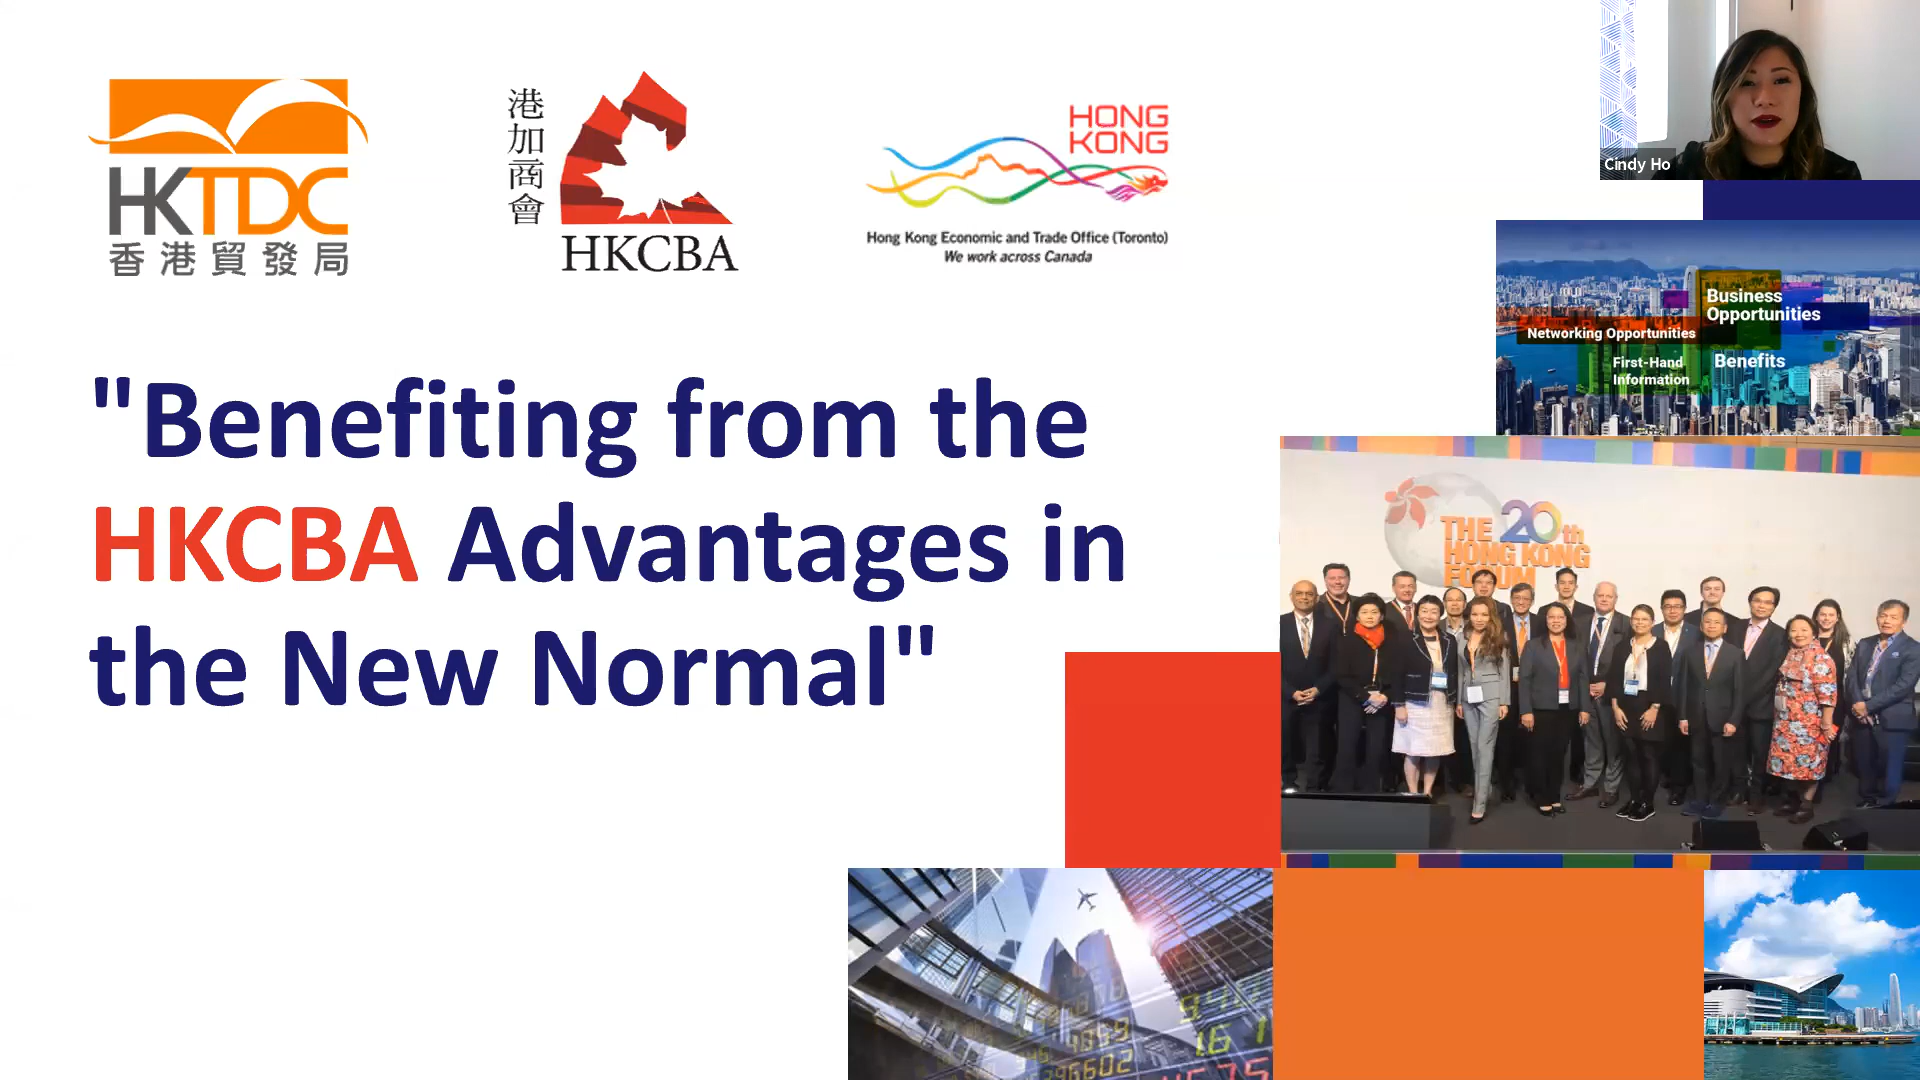 HKTDC
香港貿發局
港加商會
HKCBA
HONG
KONG
Hong Kong Economic and Trade Office (Toronto)
We work across Canada
Cindy Ho
"Benefiting from the
HKCBA Advantages in
the New Normal"
Business
Opportunities
Networking Opportunities
First-Hand
Information
Benefits
THE 20th
HONG KONG
FORUM